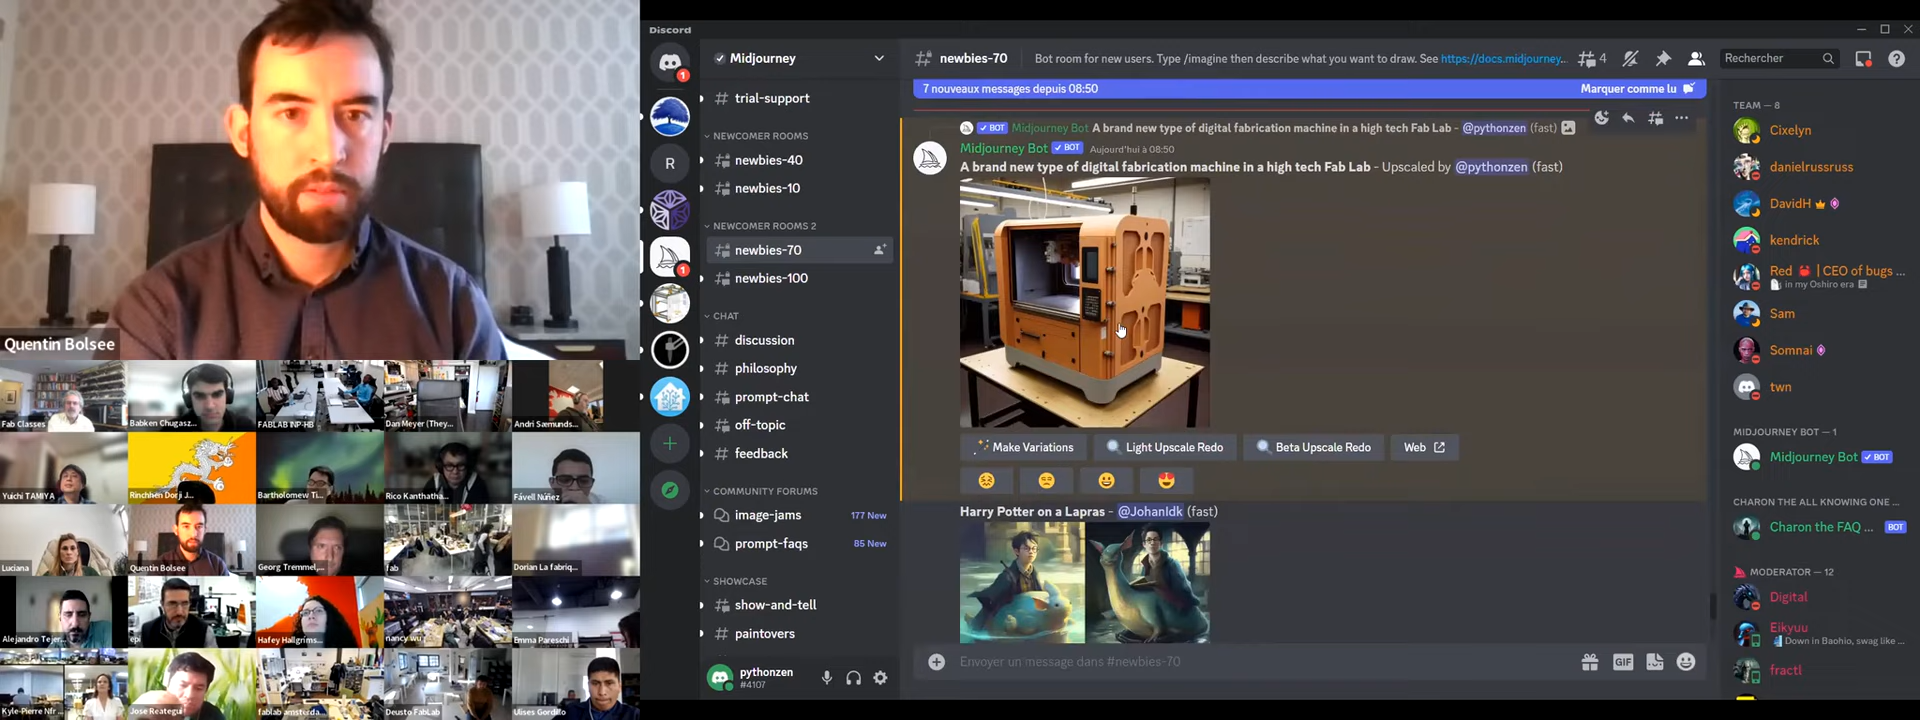 Quentin Bolsee
Fab Classes
Babken Chugasz...
FABLAB INP-HB
Dan Meyer (They...
Andri Sæmunds...
Yuichi TAMIYA
Rinchhen Dorji J...
Bartholomew Ti...
Rico Kanthatha...
Fávell Núñez
Luciana
Quentin Bolsee
Georg Tremmel,...
fab
Dorian La fabriq...
Alejandro Tejer...
epi
Hafey Hallgrims...
nancy wu
Emma Pareschi
Kyle-Pierre Nfr ...
Jose Reategui
fablab amsterda...
Deusto FabLab
Ulises Gordillo
Discord
1
R
1
Midjourney
# trial-support
NEWCOMER ROOMS
newbies-40
newbies-10
NEWCOMER ROOMS 2
newbies-70
newbies-100
CHAT
# discussion
# philosophy
# prompt-chat
# off-topic
# feedback
COMMUNITY FORUMS
image-jams 177 New
prompt-faqs 85 New
SHOWCASE
show-and-tell
# paintovers
pythonzen
#4107
newbies-70 Bot room for new users. Type /imagine then describe what you want to draw. See https://docs.midjourney... 4 Rechercher
7 nouveaux messages depuis 08:50 Marquer comme lu
BOT Midjourney Bot A brand new type of digital fabrication machine in a high tech Fab Lab - @pythonzen (fast)
Midjourney Bot BOT Aujourd'hui à 08:50
A brand new type of digital fabrication machine in a high tech Fab Lab - Upscaled by @pythonzen (fast)
Make Variations Light Upscale Redo Beta Upscale Redo Web
Harry Potter on a Lapras - @JohanIdk (fast)
Envoyer un message dans #newbies-70
GIF
TEAM — 8
Cixelyn
danielrussruss
DavidH
kendrick
Red | CEO of bugs ...
in my Oshiro era
Sam
Somnai
twn
MIDJOURNEY BOT — 1
Midjourney Bot BOT
CHARON THE ALL KNOWING ONE ...
Charon the FAQ ... BOT
MODERATOR — 12
Digital
Eikyuu
Down in Baohio, swag like ...
fractl